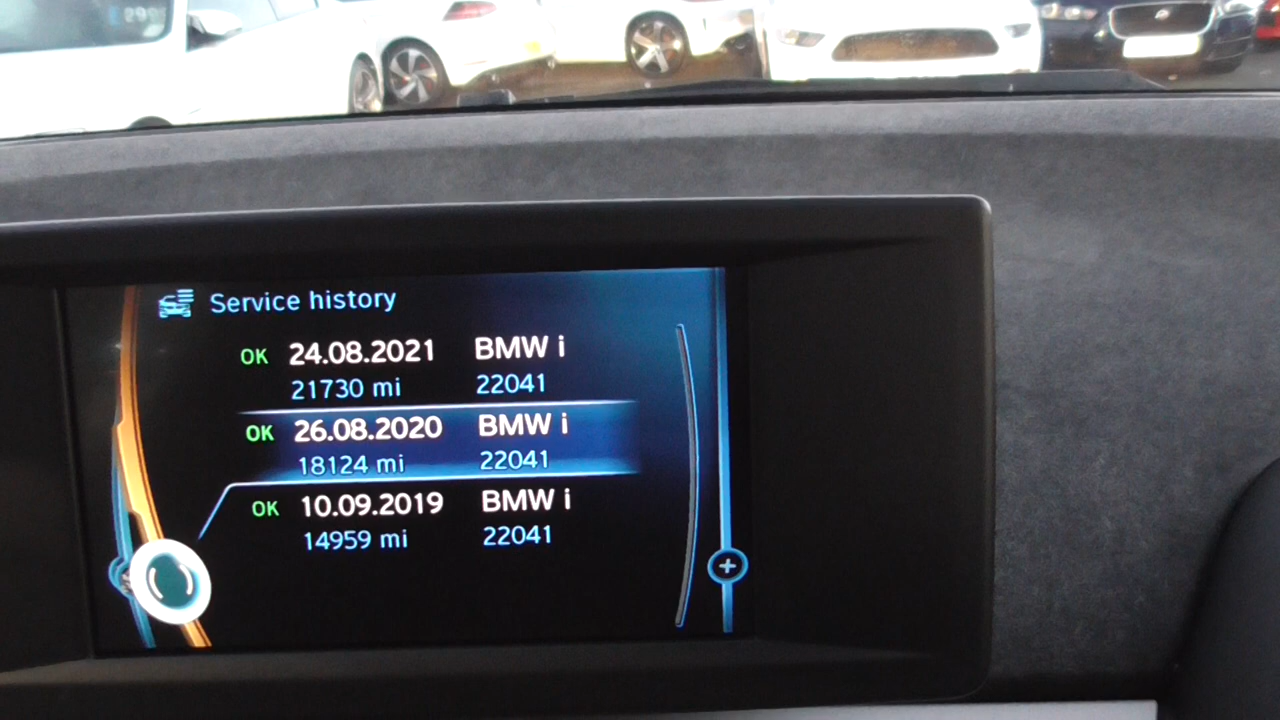 Service history
OK 24.08.2021 BMW i
21730 mi 22041
OK 26.08.2020 BMW i
18124 mi 22041
OK 10.09.2019 BMW i
14959 mi 22041